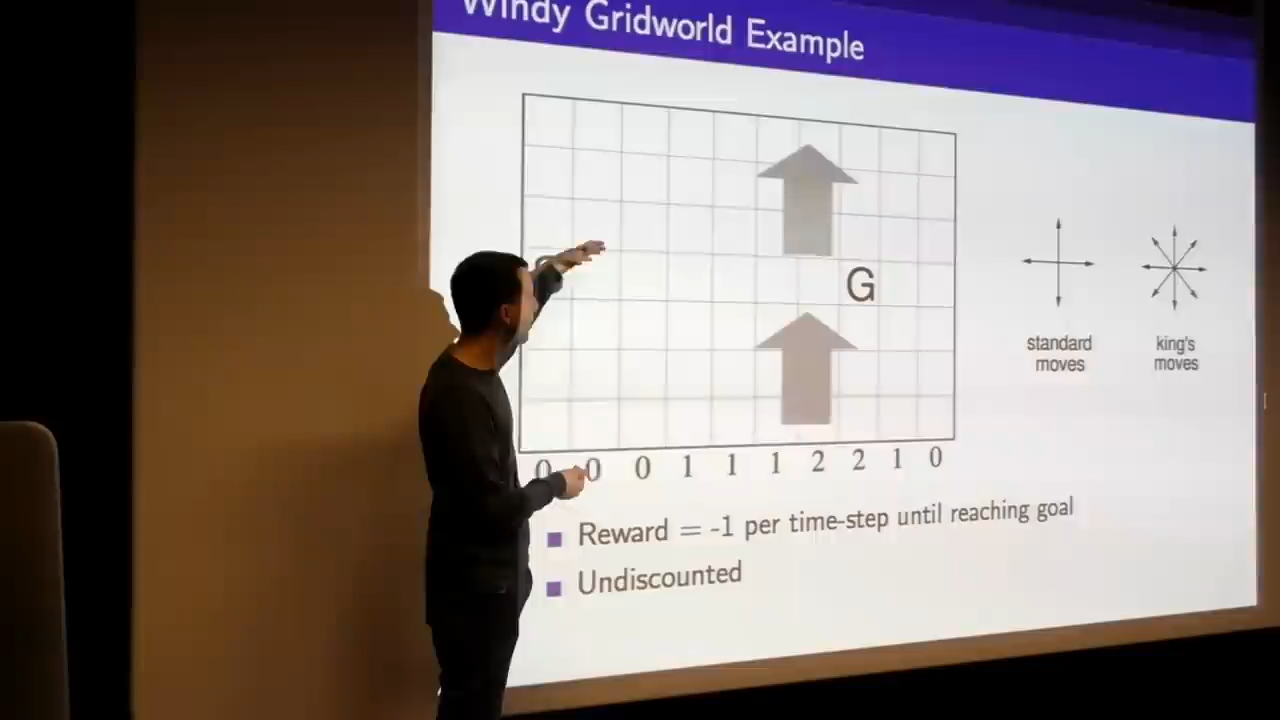 Windy Gridworld Example
G
standard moves
king's moves
0 0 0 1 1 1 2 2 1 0
Reward = -1 per time-step until reaching goal
Undiscounted